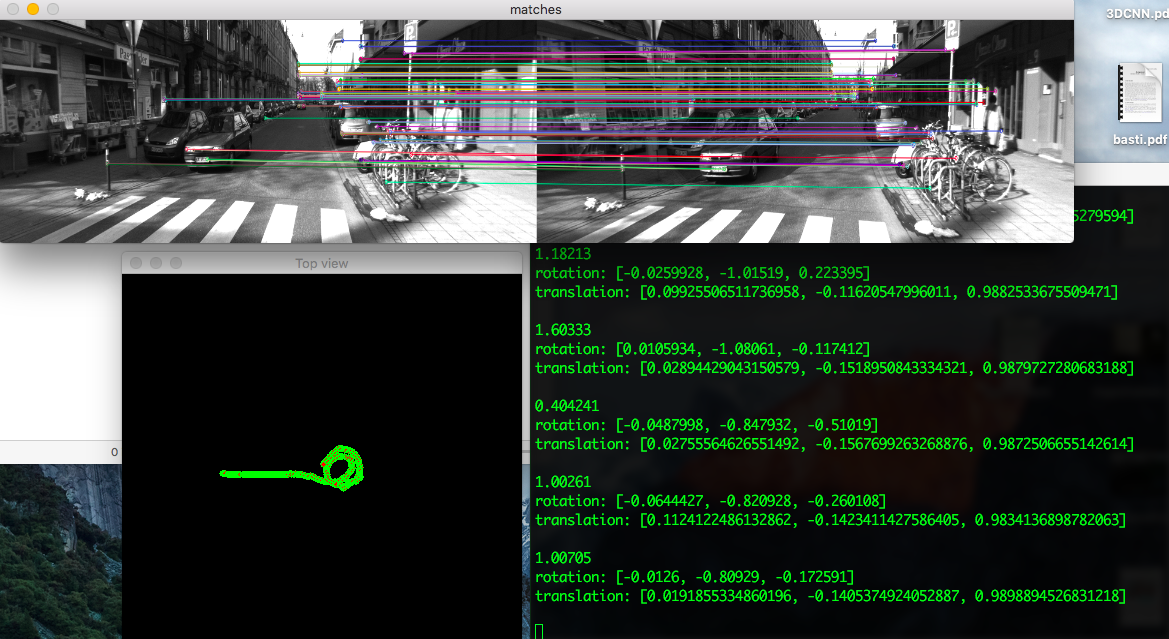 matches
3DCNN.pd
basti.pdf
5279594]
1.18213
rotation: [-0.0259928, -1.01519, 0.223395]
translation: [0.09925506511736958, -0.11620547996011, 0.9882533675509471]
1.60333
rotation: [0.0105934, -1.08061, -0.117412]
translation: [0.02894429043150579, -0.1518950843334321, 0.9879727280683188]
0.404241
rotation: [-0.0487998, -0.847932, -0.51019]
translation: [0.02755564626551492, -0.1567699263268876, 0.9872506655142614]
1.00261
rotation: [-0.0644427, -0.820928, -0.260108]
translation: [0.1124122486132862, -0.1423411427586405, 0.9834136898782063]
1.00705
rotation: [-0.0126, -0.80929, -0.172591]
translation: [0.0191855334860196, -0.1405374924052887, 0.9898894526831218]
Top view
0